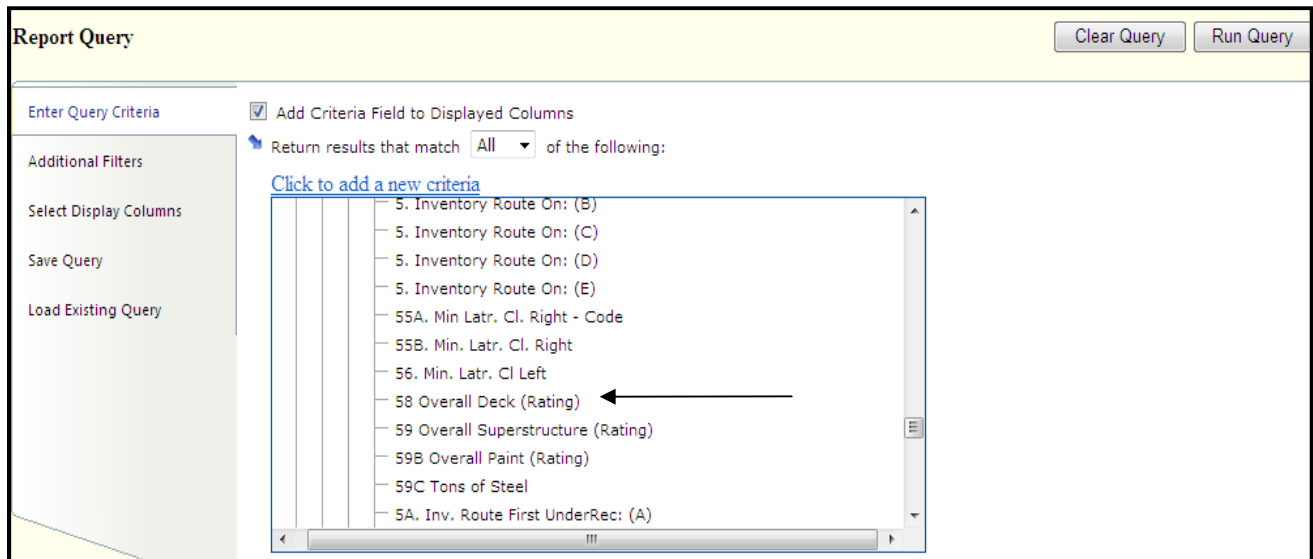 Report Query
Clear Query
Run Query
Enter Query Criteria
Additional Filters
Select Display Columns
Save Query
Load Existing Query
Add Criteria Field to Displayed Columns
Return results that match All of the following:
Click to add a new criteria
5. Inventory Route On: (B)
5. Inventory Route On: (C)
5. Inventory Route On: (D)
5. Inventory Route On: (E)
55A. Min Latr. Cl. Right - Code
55B. Min. Latr. Cl. Right
56. Min. Latr. Cl Left
58 Overall Deck (Rating)
59 Overall Superstructure (Rating)
59B Overall Paint (Rating)
59C Tons of Steel
5A. Inv. Route First UnderRec: (A)